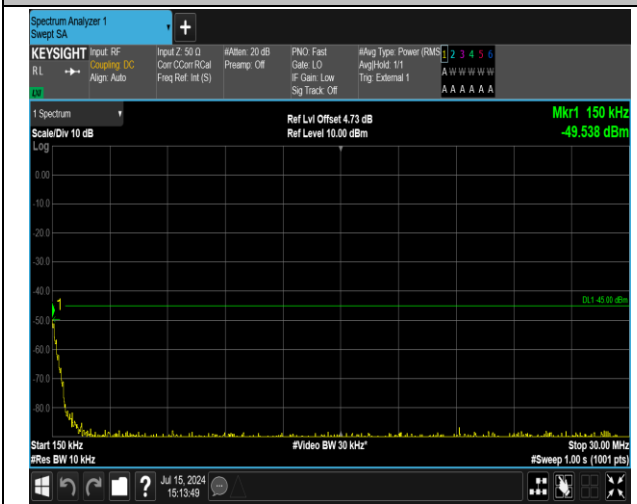 Spectrum Analyzer 1
Swept SA
+
KEYSIGHT Input: RF Input Z: 50 Ω #Atten: 20 dB PNO: Fast #Avg Type: Power (RMS 1 2 3 4 5 6
RL Coupling: DC Corr CCorr RCal Preamp: Off Gate: LO Avg|Hold: 1/1 A W W W W W
Align: Auto Freq Ref: Int (S) IF Gain: Low Trig: External 1
LXI Sig Track: Off A A A A A A
1 Spectrum Ref Lvl Offset 4.73 dB Mkr1 150 kHz
Scale/Div 10 dB Ref Level 10.00 dBm -49.538 dBm
Log
0.00
-10.0
-20.0
-30.0
-40.0
1 DL1 -45.00 dBm
-50.0
-60.0
-70.0
-80.0
Start 150 kHz #Video BW 30 kHz* Stop 30.00 MHz
#Res BW 10 kHz #Sweep 1.00 s (1001 pts)
? Jul 15, 2024
15:13:49